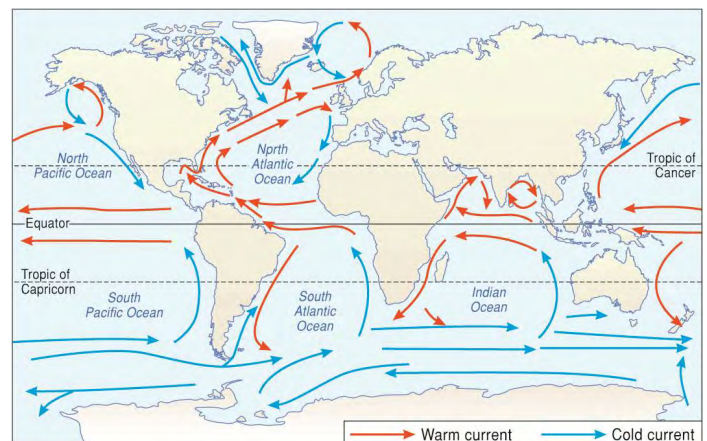 North
Pacific Ocean
Nprth
Atlantic
Ocean
Tropic of
Cancer
Equator
Tropic of
Capricorn
South
Pacific Ocean
South
Atlantic
Ocean
Indian
Ocean
Warm current
Cold current